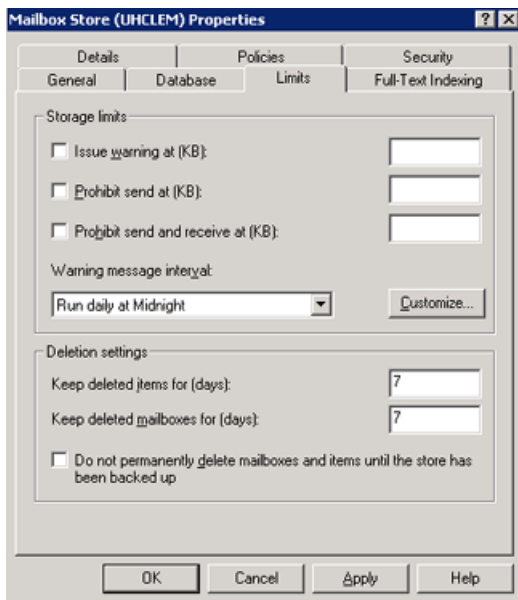 Mailbox Store (UHCLEM) Properties
Details Policies Security
General Database Limits Full-Text Indexing
Storage limits
Issue warning at (KB):
Prohibit send at (KB):
Prohibit send and receive at (KB):
Warning message interval:
Run daily at Midnight Customize...
Deletion settings
Keep deleted items for (days): 7
Keep deleted mailboxes for (days): 7
Do not permanently delete mailboxes and items until the store has
been backed up
OK Cancel Apply Help